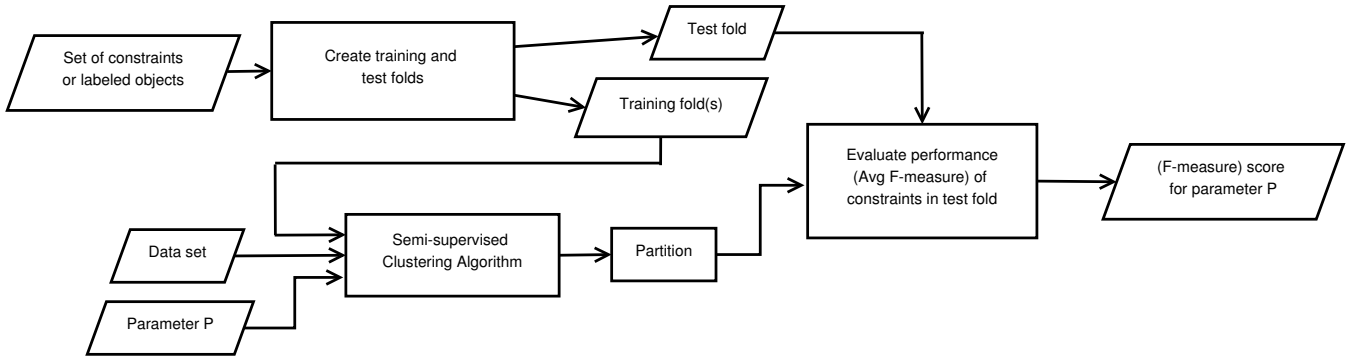 Set of constraints
or labeled objects
Create training and
test folds
Test fold
Training fold(s)
Evaluate performance
(Avg F-measure) of
constraints in test fold
(F-measure) score
for parameter P
Data set
Parameter P
Semi-supervised
Clustering Algorithm
Partition